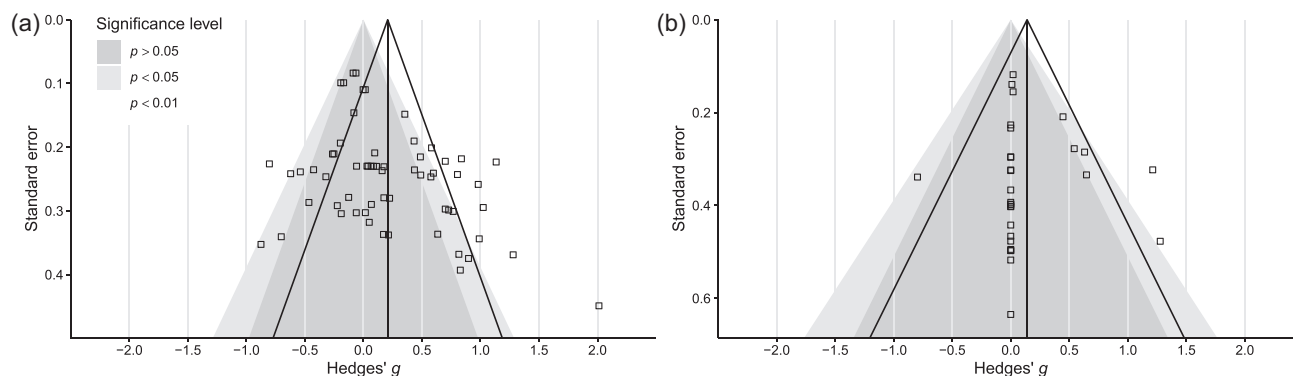 (a)
Significance level
p > 0.05
p < 0.05
p < 0.01
0.0
0.1
0.2
0.3
0.4
Standard error
−2.0 −1.5 −1.0 −0.5 0.0 0.5 1.0 1.5 2.0
Hedges' g
(b)
0.0
0.2
0.4
0.6
Standard error
−2.0 −1.5 −1.0 −0.5 0.0 0.5 1.0 1.5 2.0
Hedges' g